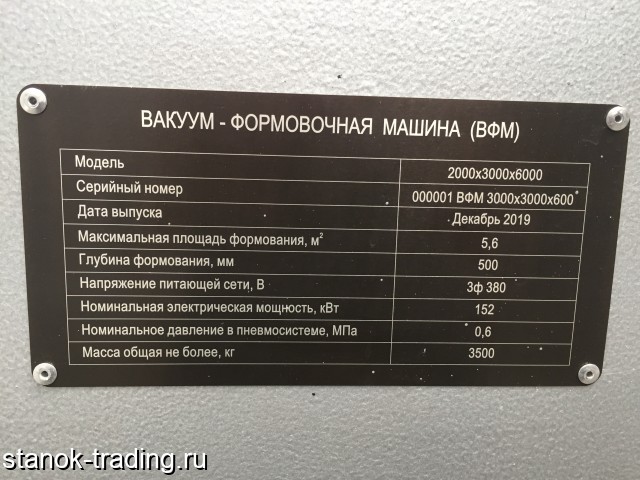 ВАКУУМ - ФОРМОВОЧНАЯ МАШИНА (ВФМ)
Модель 2000х3000х6000
Серийный номер 000001 ВФМ 3000х3000х600
Дата выпуска Декабрь 2019
Максимальная площадь формования, м² 5,6
Глубина формования, мм 500
Напряжение питающей сети, В 3ф 380
Номинальная электрическая мощность, кВт 152
Номинальное давление в пневмосистеме, МПа 0,6
Масса общая не более, кг 3500
stanok-trading.ru